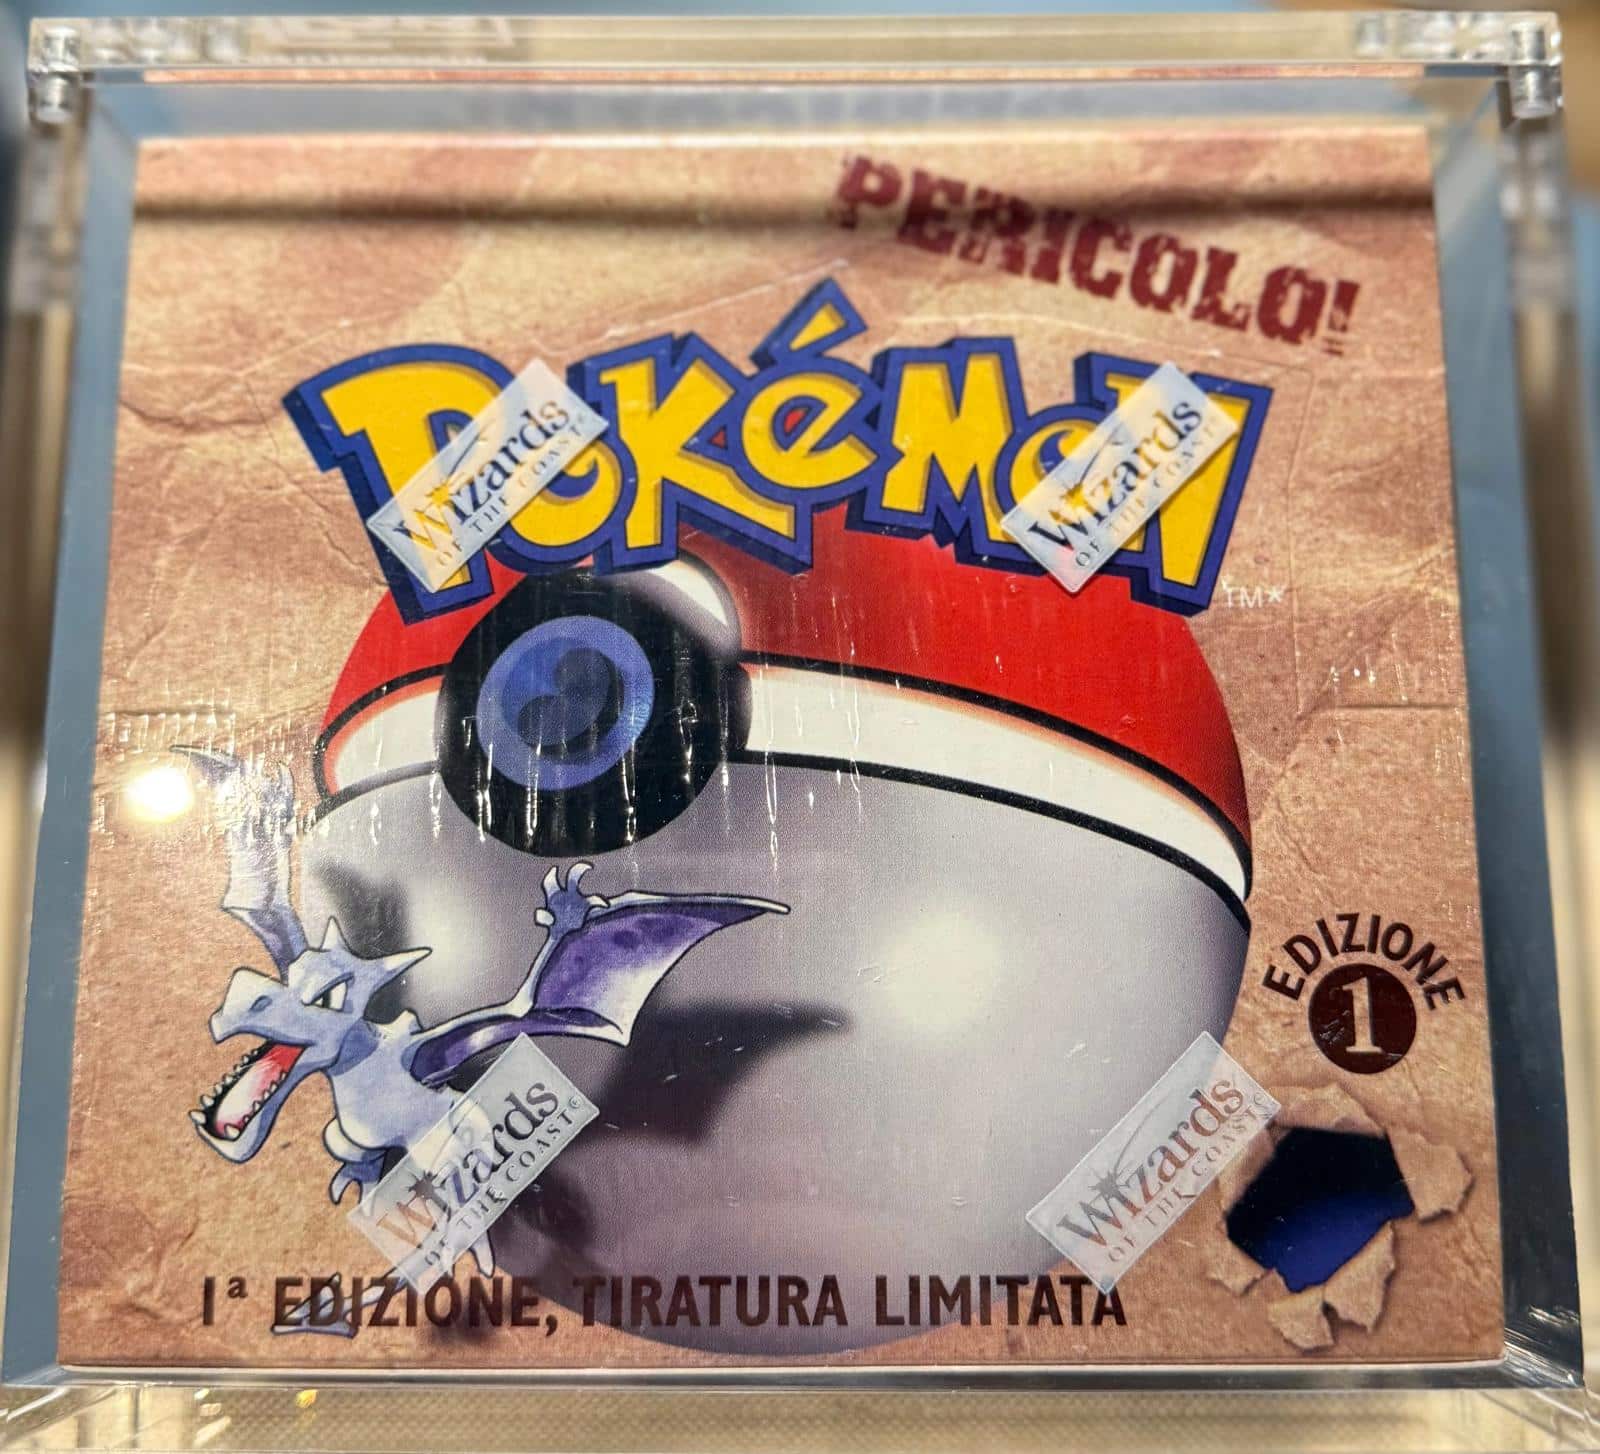 PERICOLO!
POKéMON
TM*
Wizards
OF THE COAST®
Wizards
OF THE COAST®
EDIZIONE
1
Wizards
OF THE COAST®
Wizards
OF THE COAST®
1ª EDIZIONE, TIRATURA LIMITATA